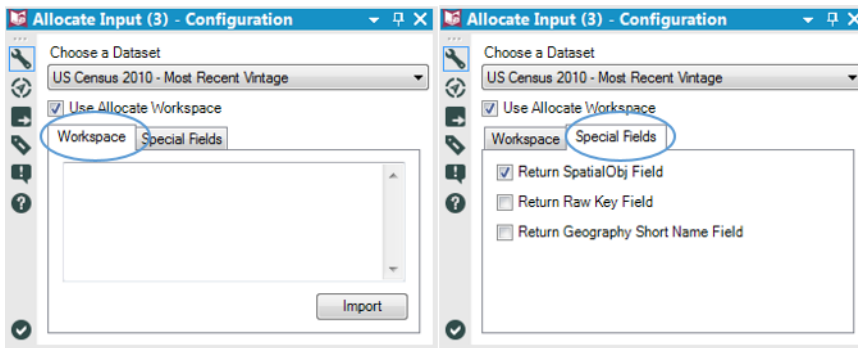 Allocate Input (3) - Configuration
Choose a Dataset
US Census 2010 - Most Recent Vintage
Use Allocate Workspace
Workspace
Special Fields
Import
Allocate Input (3) - Configuration
Choose a Dataset
US Census 2010 - Most Recent Vintage
Use Allocate Workspace
Workspace
Special Fields
Return SpatialObj Field
Return Raw Key Field
Return Geography Short Name Field